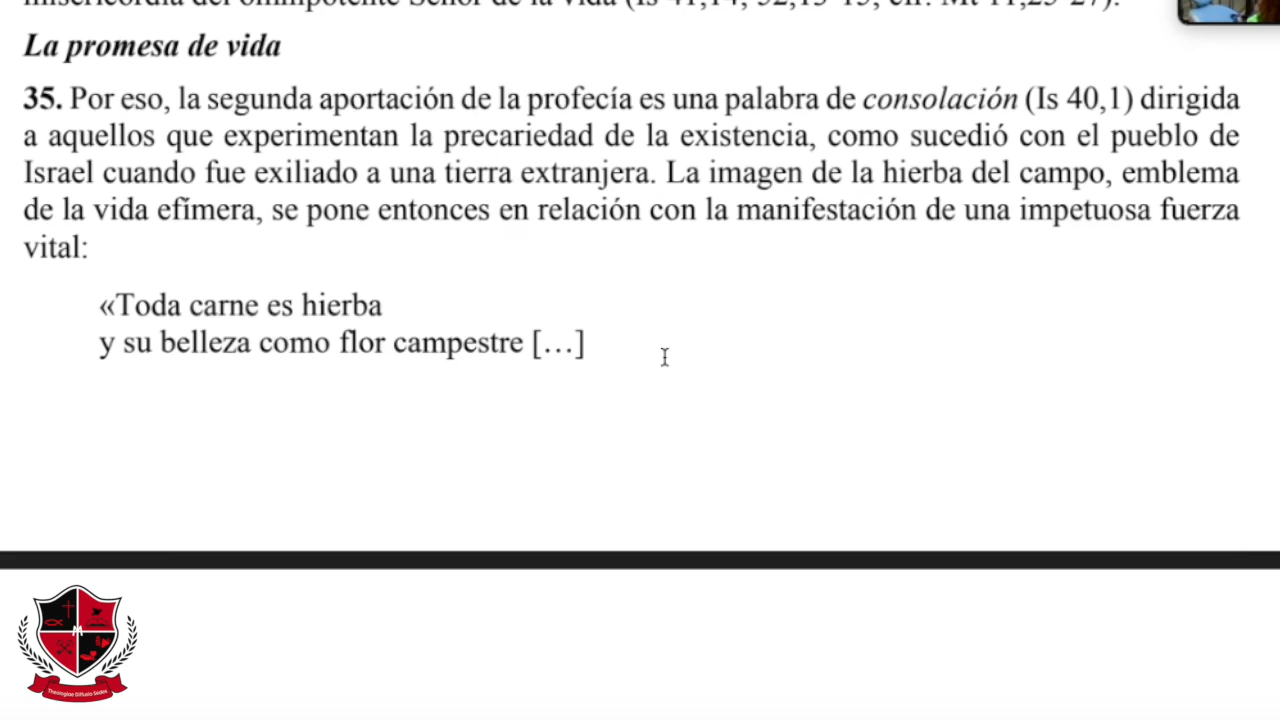 La promesa de vida
35. Por eso, la segunda aportación de la profecía es una palabra de consolación (Is 40,1) dirigida
a aquellos que experimentan la precariedad de la existencia, como sucedió con el pueblo de
Israel cuando fue exiliado a una tierra extranjera. La imagen de la hierba del campo, emblema
de la vida efímera, se pone entonces en relación con la manifestación de una impetuosa fuerza
vital:
«Toda carne es hierba
y su belleza como flor campestre […]
M
Theologiae Diffusio Sedes